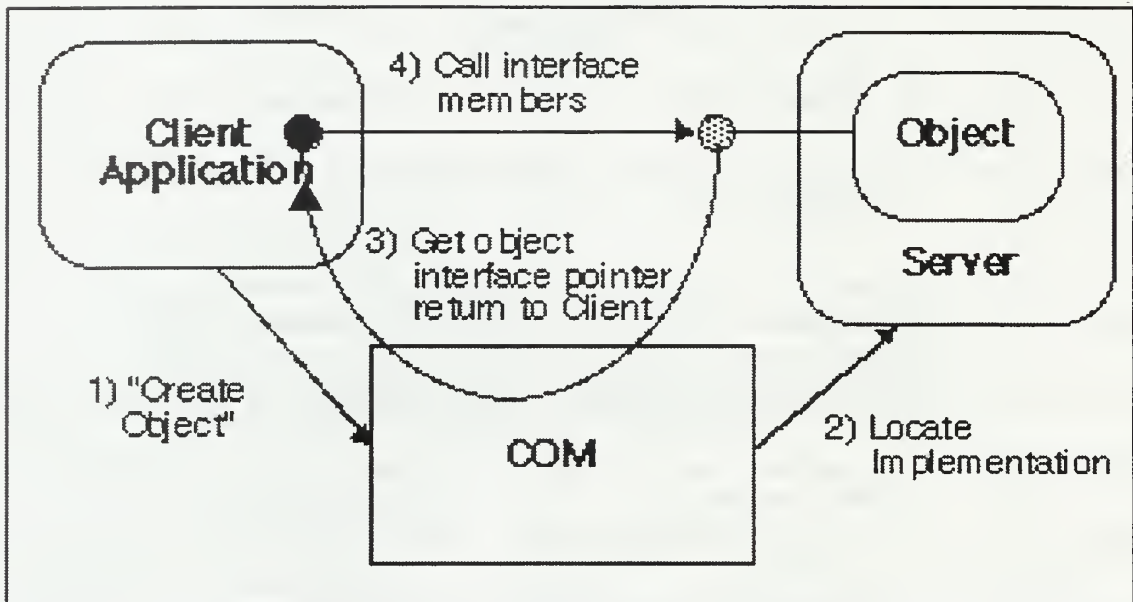 4) Call interface
members
Client
Application
Object
3) Get object
interface pointer
return to Client
Server
1) "Create
Object"
COM
2) Locate
Implementation